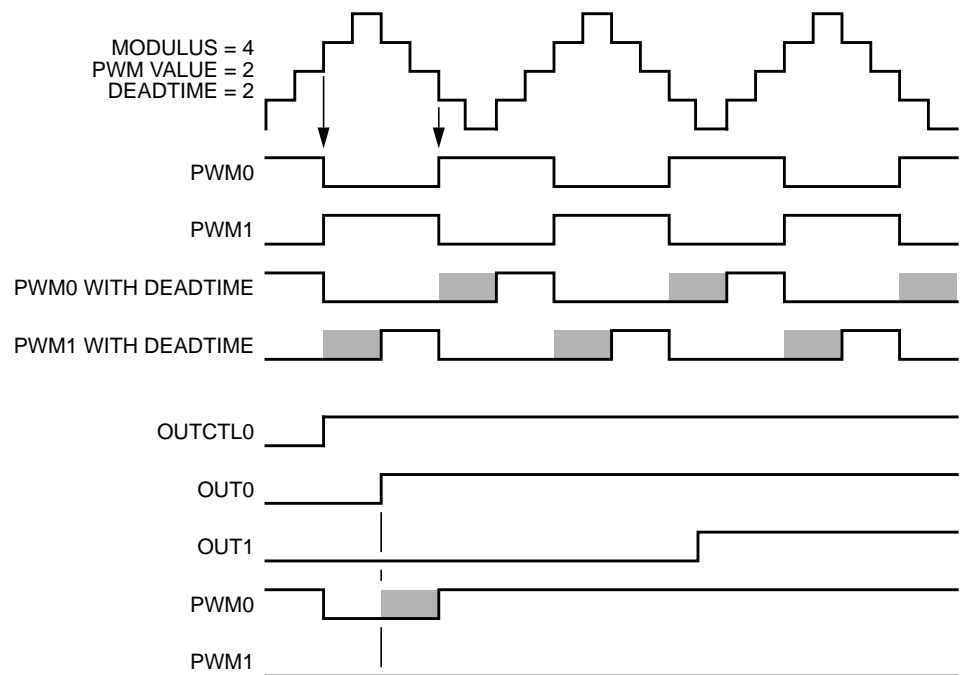 MODULUS = 4
PWM VALUE = 2
DEADTIME = 2
PWM0
PWM1
PWM0 WITH DEADTIME
PWM1 WITH DEADTIME
OUTCTL0
OUT0
OUT1
PWM0
PWM1